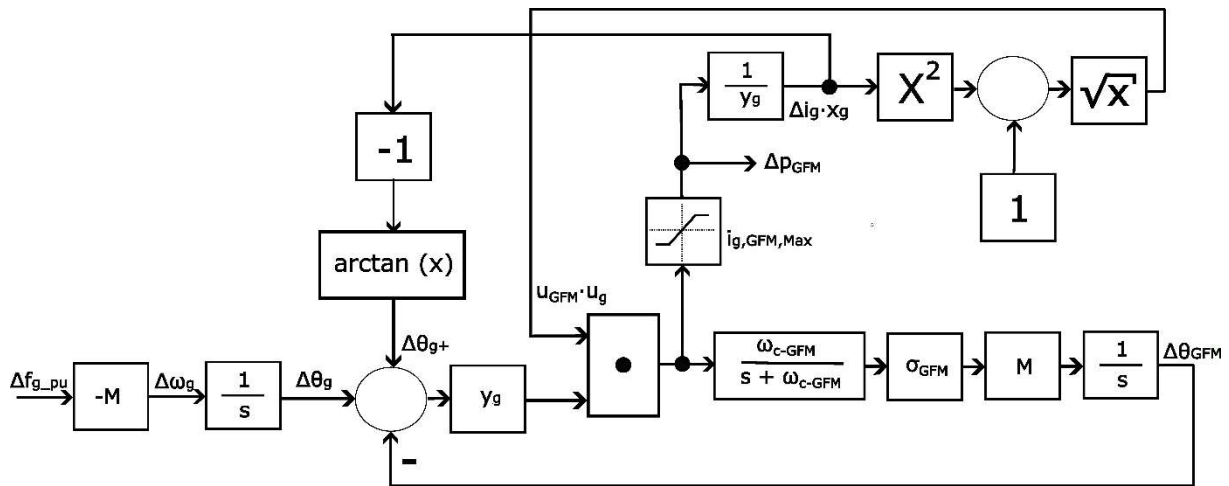 1
y_g
Δi_g·x_g
X²
√x
-1
Δp_GFM
1
i_g,GFM,Max
arctan (x)
u_GFM·u_g
Δθ_g+
Δf_g_pu
-M
Δω_g
1
s
Δθ_g
y_g
•
ω_c-GFM
s + ω_c-GFM
σ_GFM
M
1
s
Δθ_GFM
-